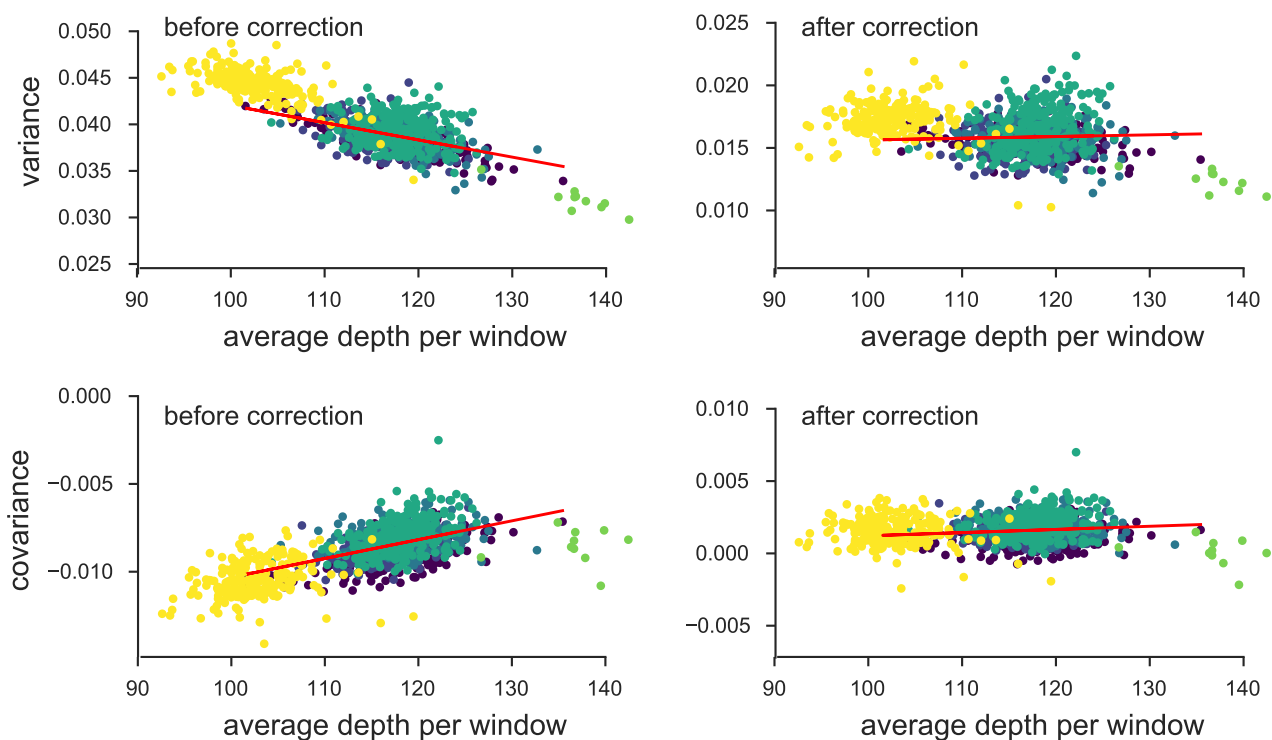 before correction
0.050
0.045
0.040
0.035
0.030
0.025
variance
90 100 110 120 130 140
average depth per window
after correction
0.025
0.020
0.015
0.010
90 100 110 120 130 140
average depth per window
before correction
0.000
−0.005
−0.010
covariance
90 100 110 120 130 140
average depth per window
after correction
0.010
0.005
0.000
−0.005
90 100 110 120 130 140
average depth per window